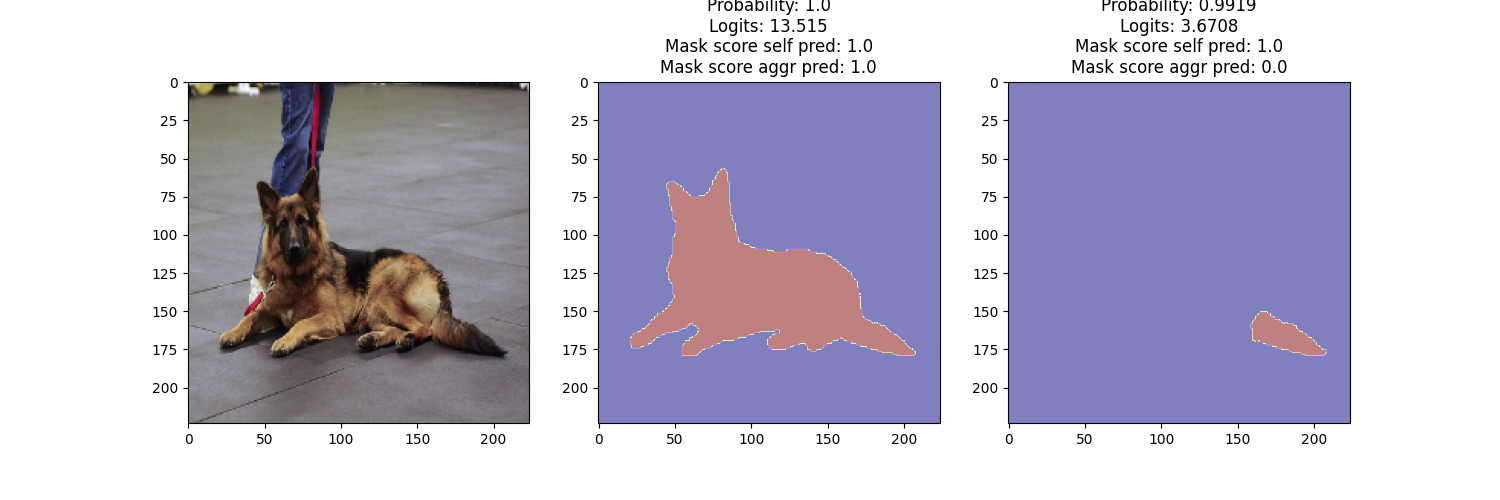 Probability: 1.0
Logits: 13.515
Mask score self pred: 1.0
Mask score aggr pred: 1.0
Probability: 0.9919
Logits: 3.6708
Mask score self pred: 1.0
Mask score aggr pred: 0.0
0
25
50
75
100
125
150
175
200
0 50 100 150 200
0
25
50
75
100
125
150
175
200
0 50 100 150 200
0
25
50
75
100
125
150
175
200
0 50 100 150 200